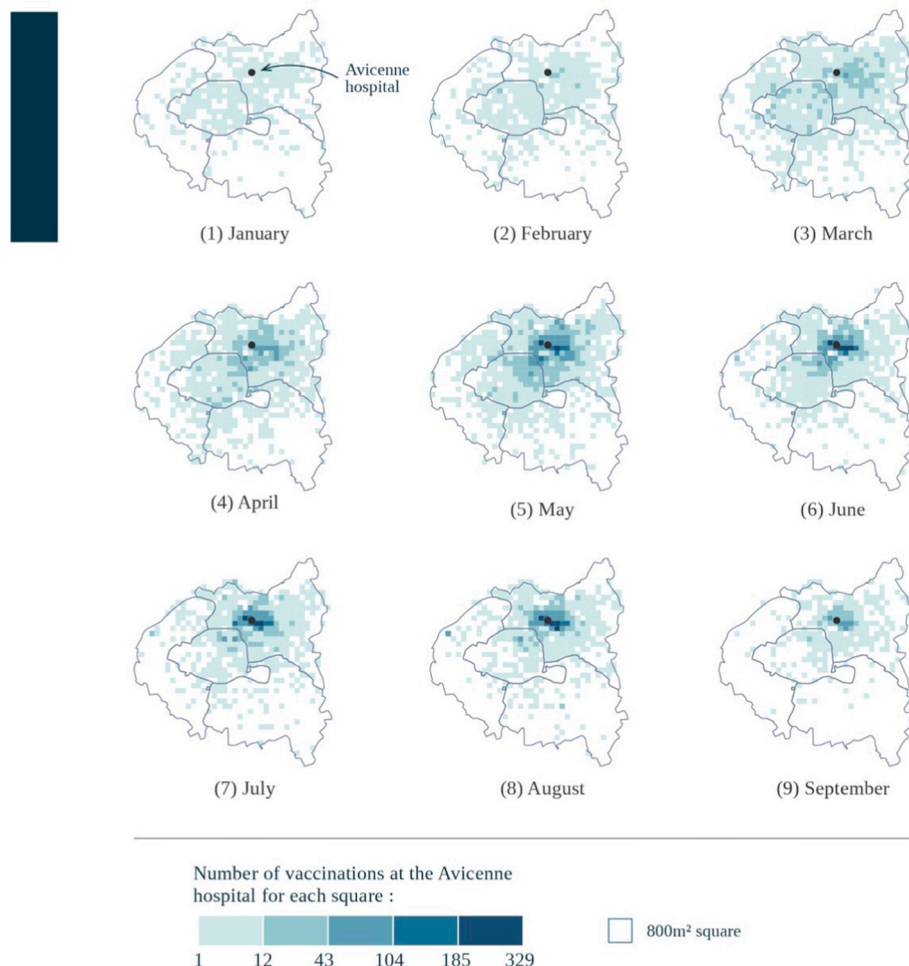 Avicenne
hospital
(1) January
(2) February
(3) March
(4) April
(5) May
(6) June
(7) July
(8) August
(9) September
Number of vaccinations at the Avicenne
hospital for each square :
1 12 43 104 185 329
800m² square